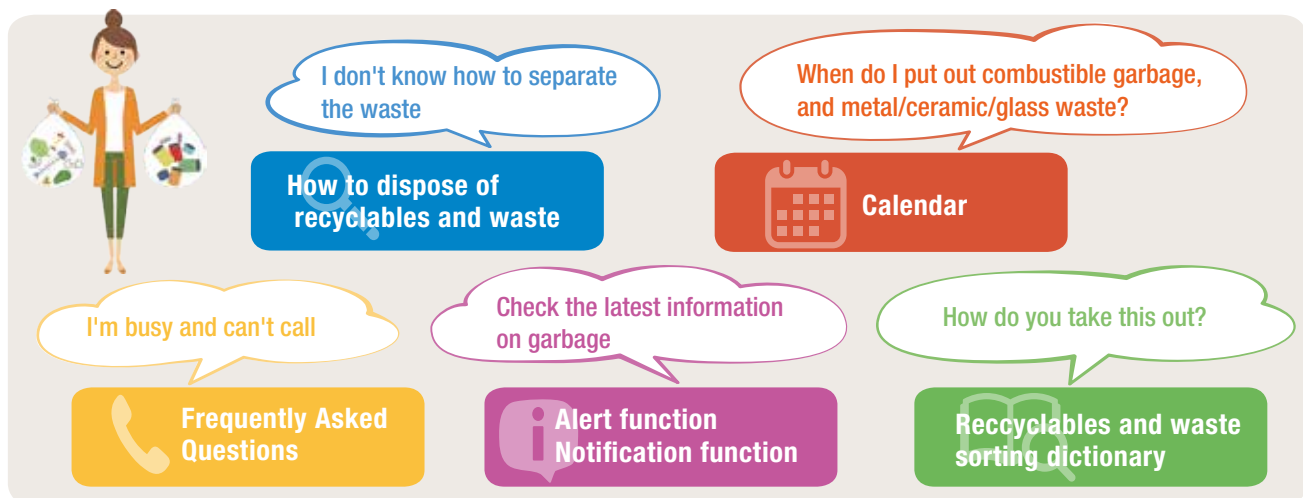 I don't know how to separate
the waste
When do I put out combustible garbage,
and metal/ceramic/glass waste?
How to dispose of
recyclables and waste
Calendar
I'm busy and can't call
Check the latest information
on garbage
How do you take this out?
Frequently Asked
Questions
Alert function
Notification function
Reccyclables and waste
sorting dictionary